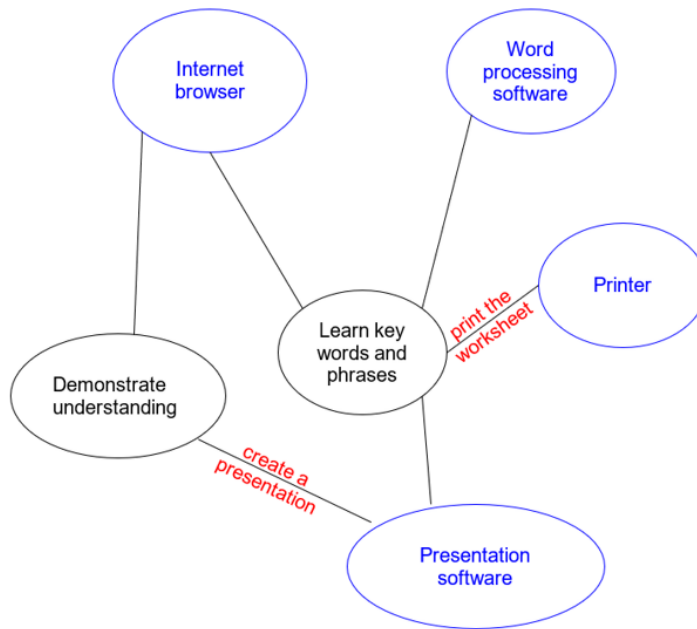 Internet
browser
Word
processing
software
Printer
print the
worksheet
Learn key
words and
phrases
Demonstrate
understanding
create a
presentation
Presentation
software